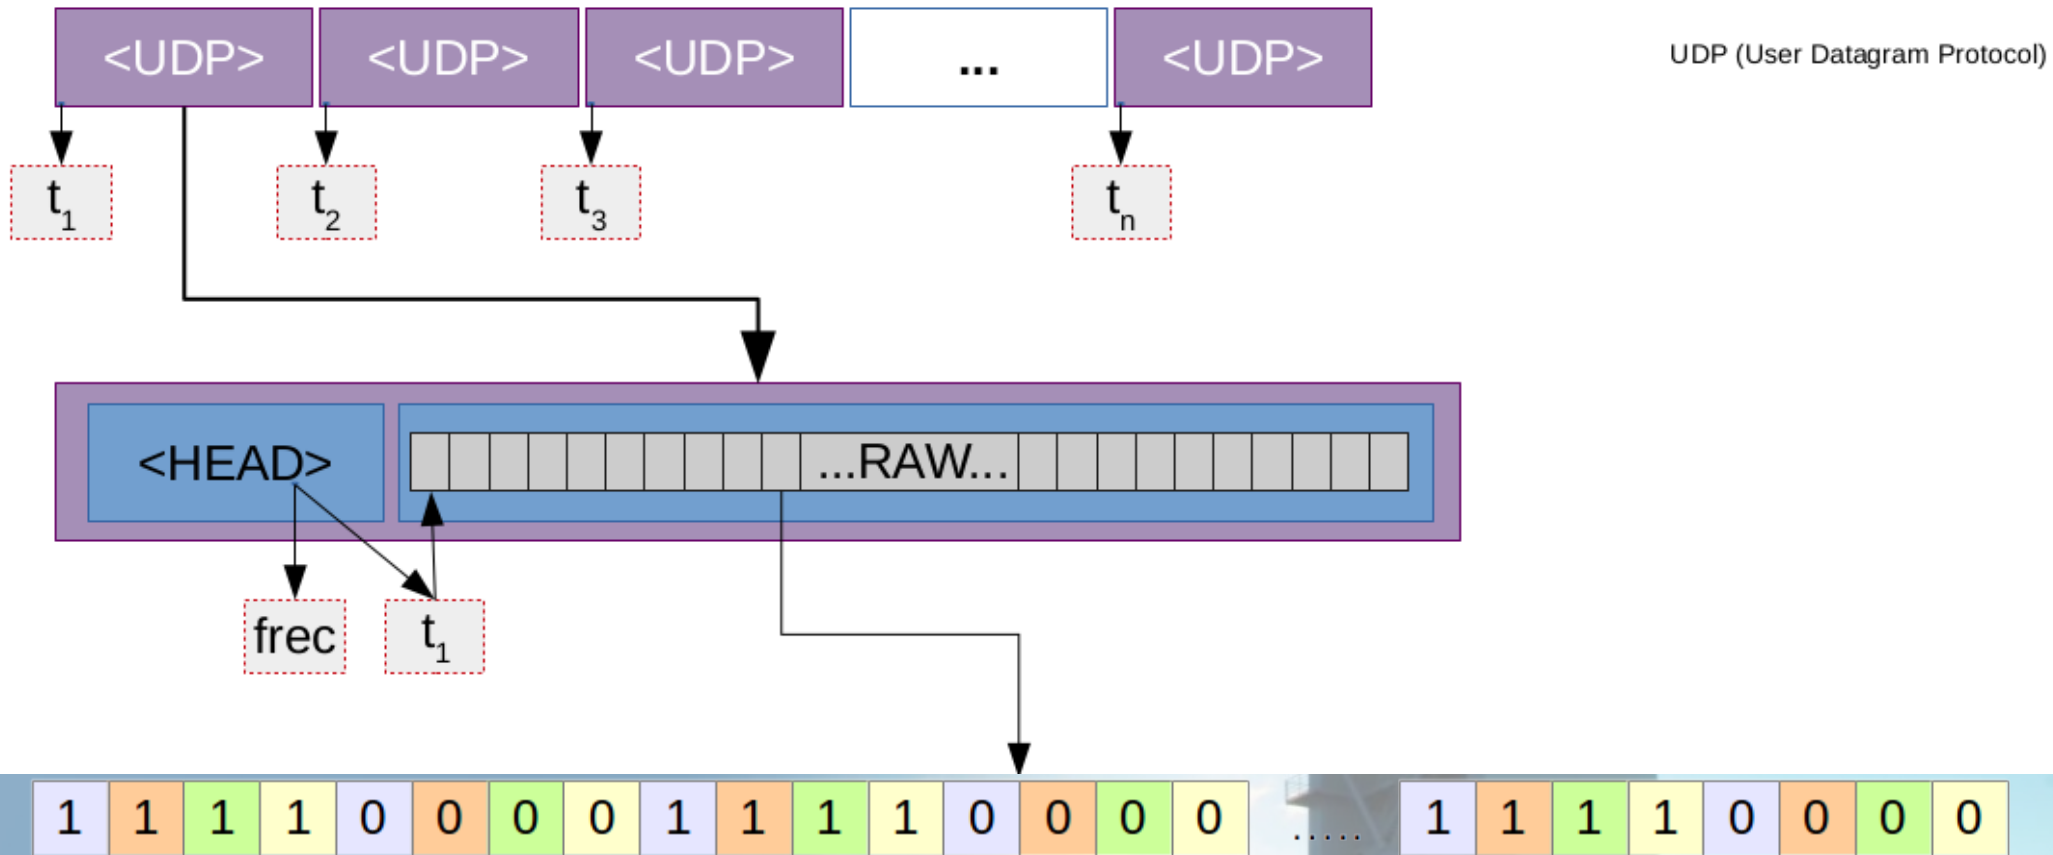 <UDP> <UDP> <UDP> ... <UDP>
UDP (User Datagram Protocol)
t1 t2 t3 tn
<HEAD> ...RAW...
frec t1
1 1 1 1 0 0 0 0 1 1 1 1 0 0 0 0 ..... 1 1 1 1 0 0 0 0